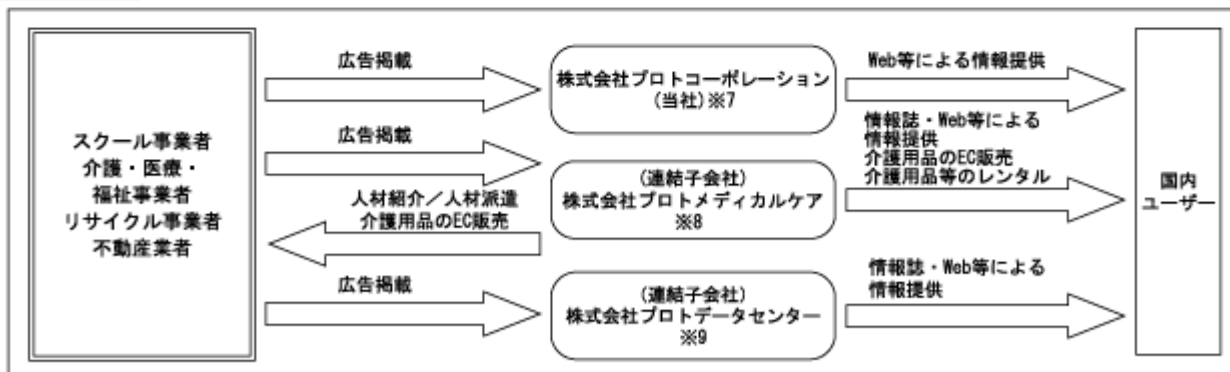 スクール事業者
介護・医療・
福祉事業者
リサイクル事業者
不動産業者
広告掲載
株式会社プロトコーポレーション
(当社)※7
Web等による情報提供
広告掲載
(連結子会社)
株式会社プロトメディカルケア
※8
情報誌・Web等による
情報提供
介護用品のEC販売
介護用品等のレンタル
人材紹介／人材派遣
介護用品のEC販売
広告掲載
(連結子会社)
株式会社プロトデータセンター
※9
情報誌・Web等による
情報提供
国内
ユーザー